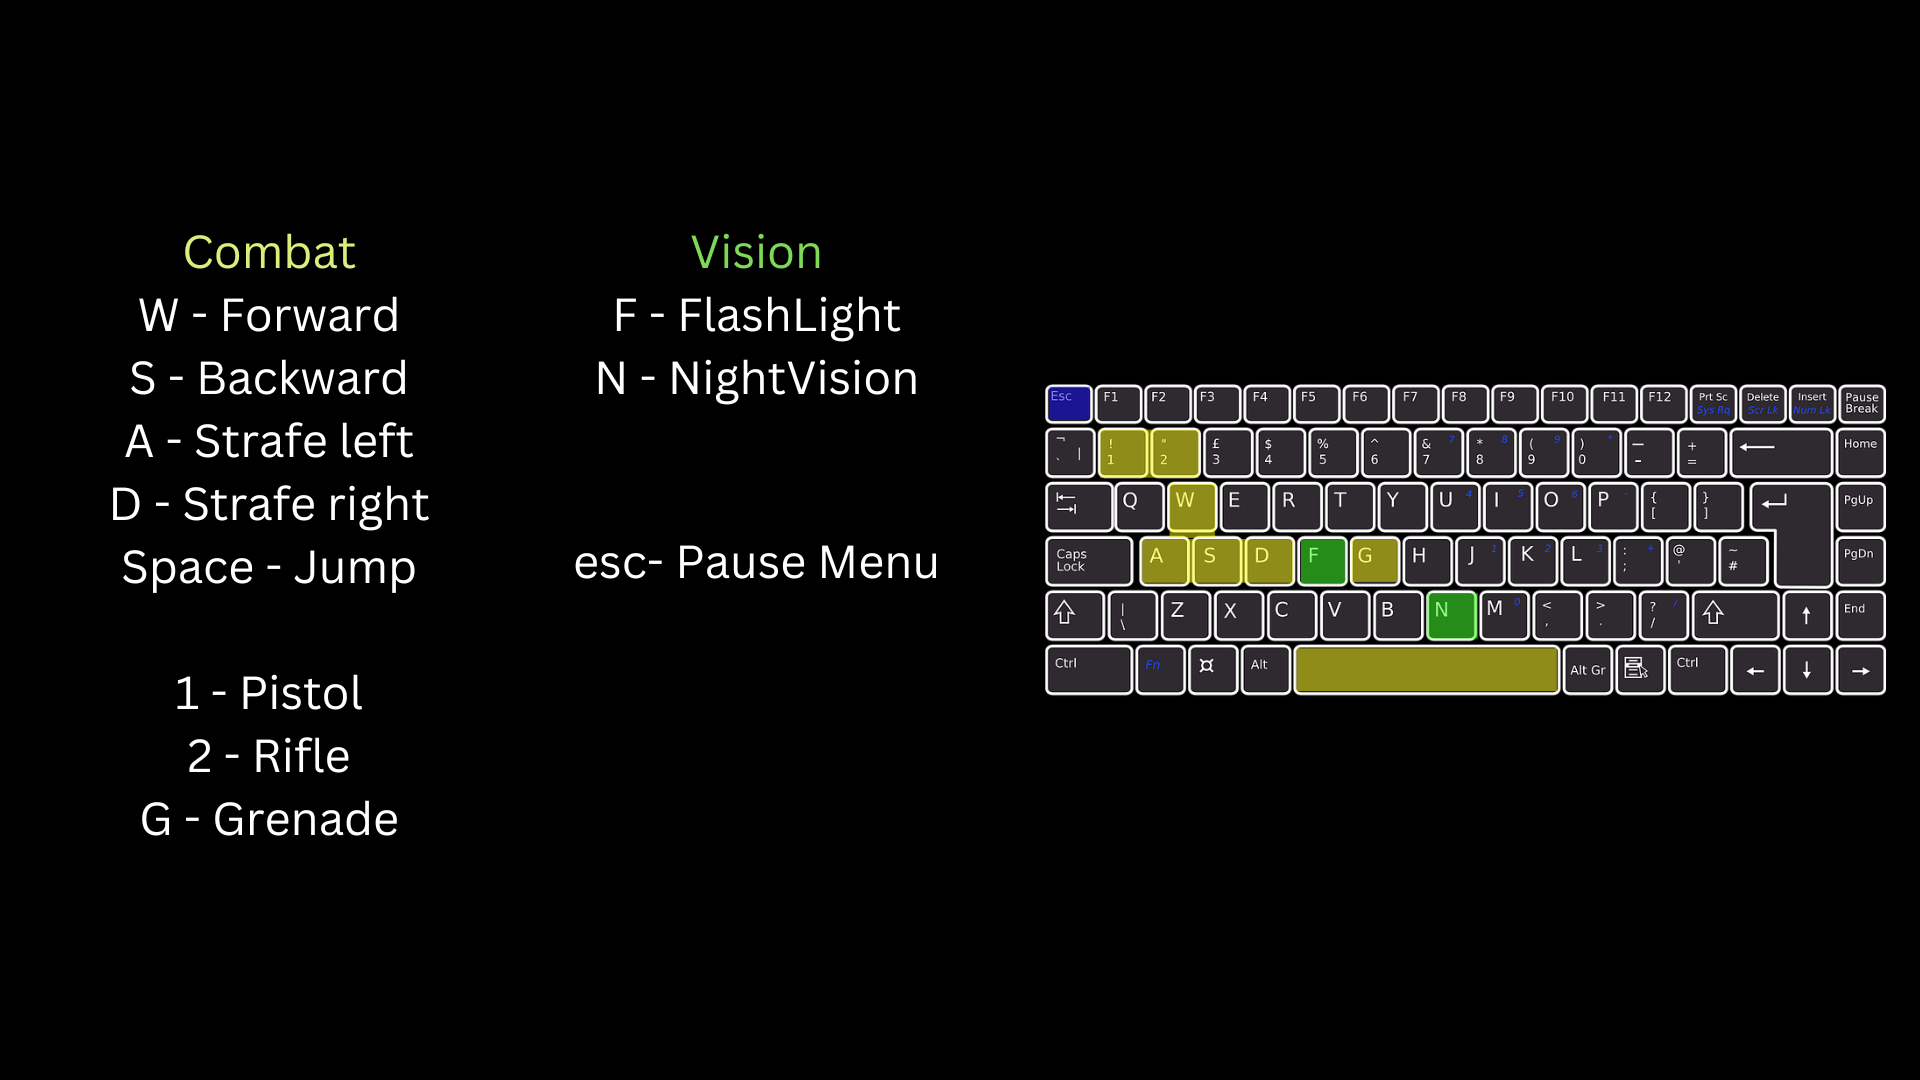 Combat
W - Forward
S - Backward
A - Strafe left
D - Strafe right
Space - Jump
1 - Pistol
2 - Rifle
G - Grenade
Vision
F - FlashLight
N - NightVision
esc- Pause Menu
Esc F1 F2 F3 F4 F5 F6 F7 F8 F9 F10 F11 F12 Prt Sc Delete Insert Pause
Sys Rq Scr Lk Num Lk Break
¬ ! " £ $ % ^ & 7 * 8 ( 9 ) * _ + Home
` | 1 2 3 4 5 6 7 8 9 0 - =
Q W E R T Y U 4 I 5 O 6 P - { } PgUp
[ ]
Caps A S D F G H J 1 K 2 L 3 : + @ ~ PgDn
Lock ; ' #
| Z X C V B N M 0 < > ? / End
\ , . /
Ctrl Fn Alt Alt Gr Ctrl